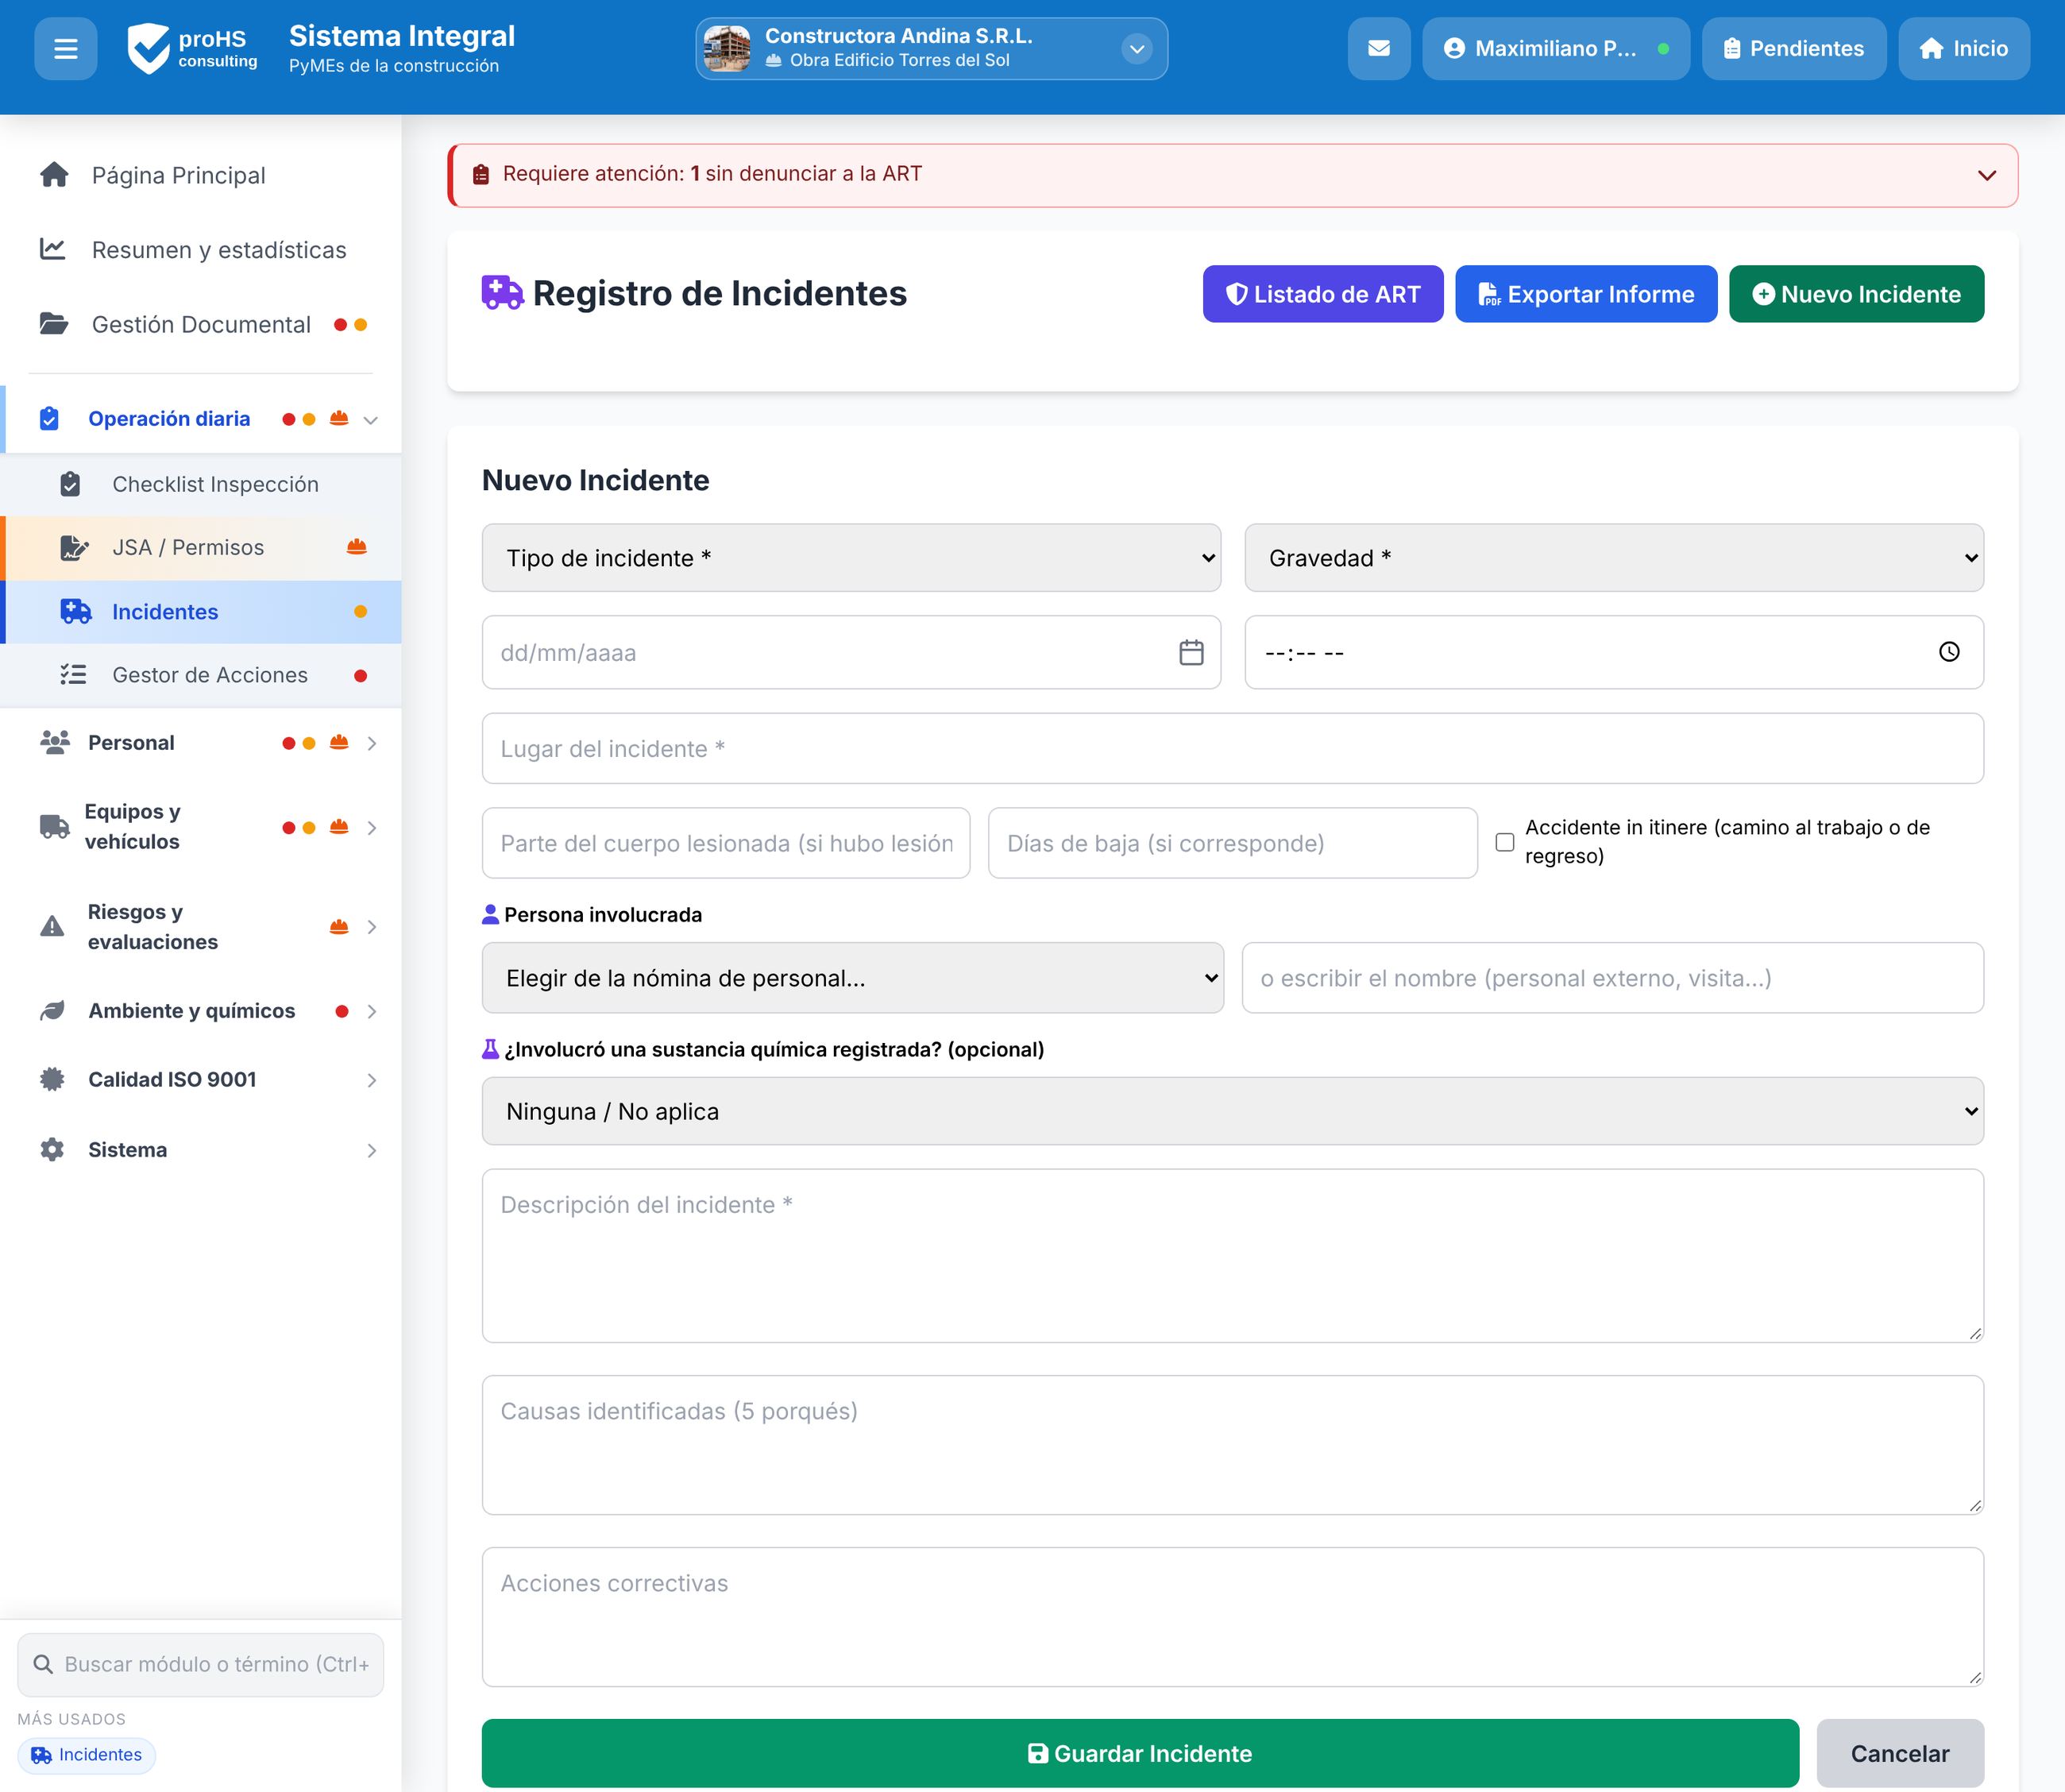 proHS
consulting
Sistema Integral
PyMEs de la construcción
Constructora Andina S.R.L.
Obra Edificio Torres del Sol
Maximiliano P...
Pendientes
Inicio
Página Principal
Resumen y estadísticas
Gestión Documental
Operación diaria
Checklist Inspección
JSA / Permisos
Incidentes
Gestor de Acciones
Personal
Equipos y
vehículos
Riesgos y
evaluaciones
Ambiente y químicos
Calidad ISO 9001
Sistema
Buscar módulo o término (Ctrl+
MÁS USADOS
Incidentes
Requiere atención: 1 sin denunciar a la ART
Registro de Incidentes
Listado de ART
PDF Exportar Informe
Nuevo Incidente
Nuevo Incidente
Tipo de incidente *
Gravedad *
dd/mm/aaaa
--:-- --
Lugar del incidente *
Parte del cuerpo lesionada (si hubo lesión
Días de baja (si corresponde)
Accidente in itinere (camino al trabajo o de
regreso)
Persona involucrada
Elegir de la nómina de personal...
o escribir el nombre (personal externo, visita...)
¿Involucró una sustancia química registrada? (opcional)
Ninguna / No aplica
Descripción del incidente *
Causas identificadas (5 porqués)
Acciones correctivas
Guardar Incidente
Cancelar